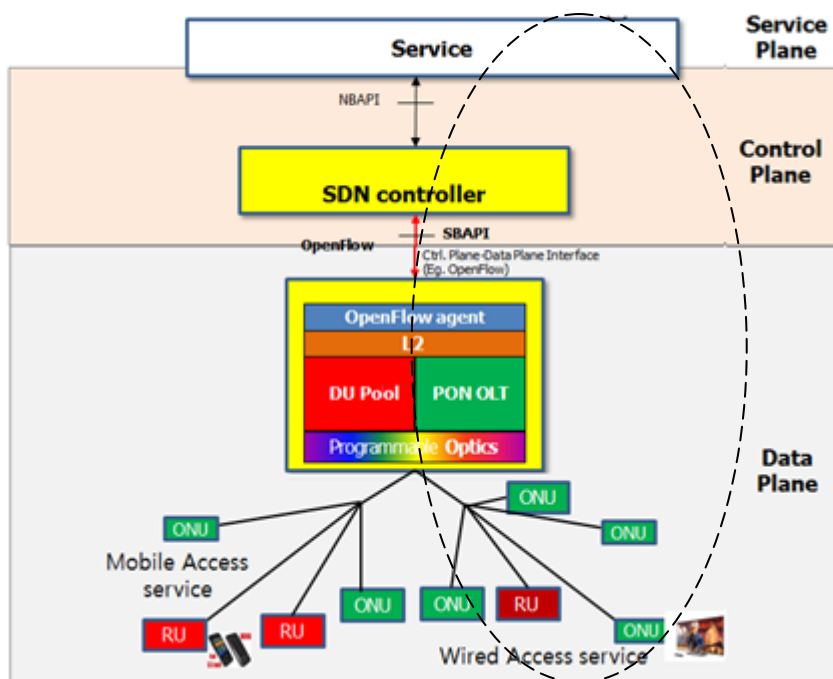 Service
Service
Plane
NBAPI
Control
Plane
SDN controller
OpenFlow
SBAPI
Ctrl. Plane-Data Plane Interface
(Eg. OpenFlow)
OpenFlow agent
L2
DU Pool
PON OLT
Programmable Optics
Data
Plane
ONU
ONU
ONU
Mobile Access
service
ONU
ONU
RU
RU
RU
ONU
Wired Access service